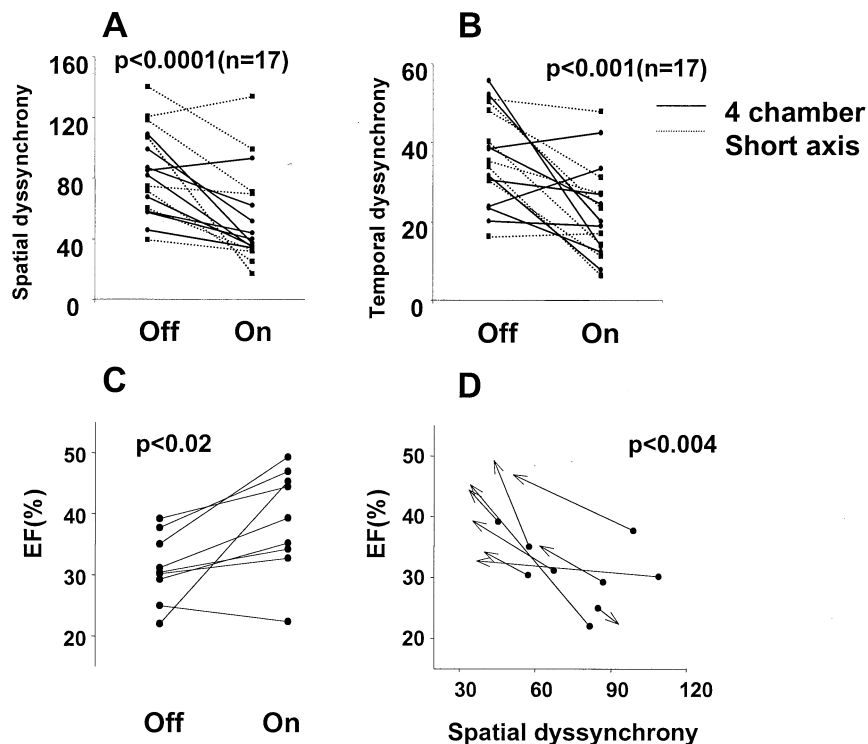 A
p<0.0001(n=17)
Spatial dyssynchrony
160
120
80
40
0
Off On
B
p<0.001(n=17)
Temporal dyssynchrony
60
40
20
0
Off On
4 chamber
Short axis
C
p<0.02
EF(%)
50
40
30
20
Off On
D
p<0.004
EF(%)
50
40
30
20
30 60 90 120
Spatial dyssynchrony